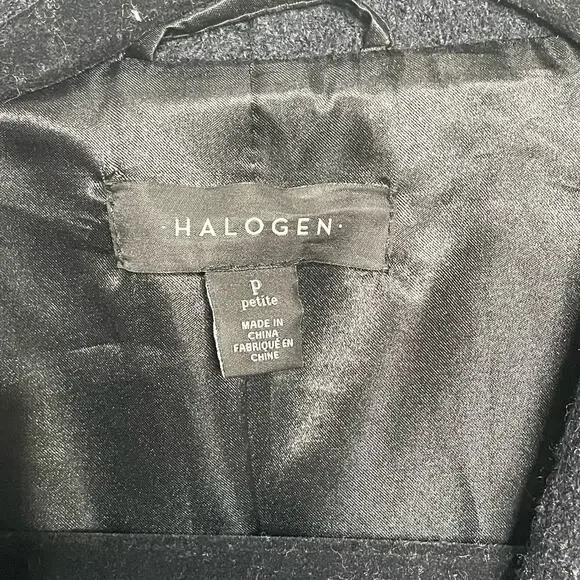 ·HALOGEN·
P
petite
MADE IN
CHINA
FABRIQUÉ EN
CHINE